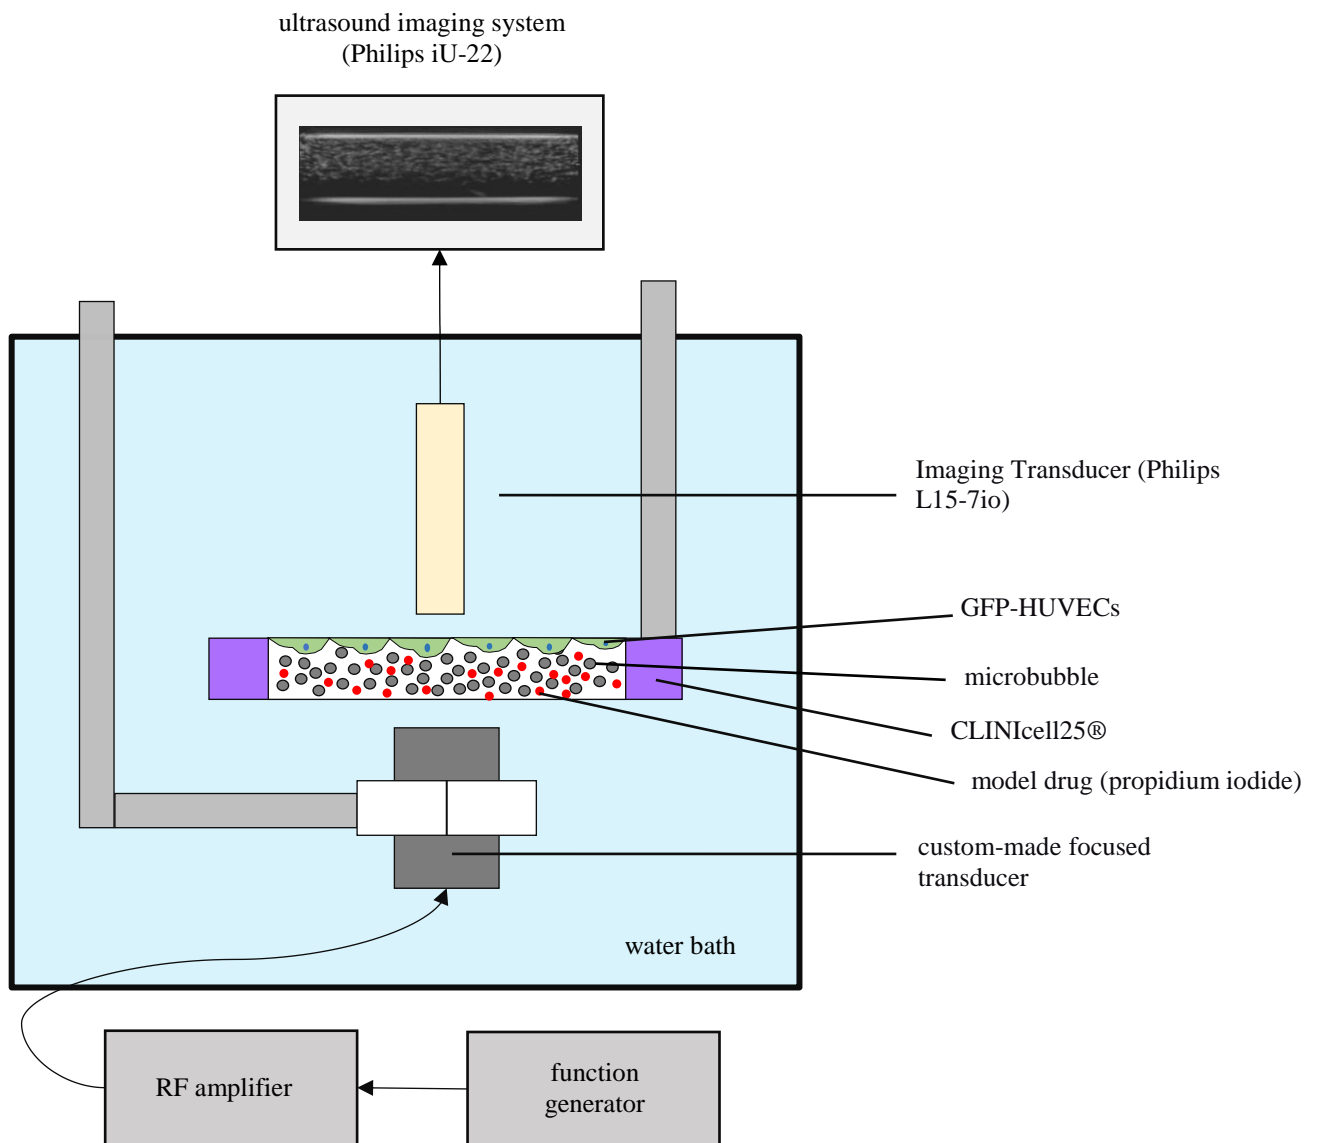 ultrasound imaging system
(Philips iU-22)
Imaging Transducer (Philips
L15-7io)
GFP-HUVECs
microbubble
CLINIcell25®
model drug (propidium iodide)
custom-made focused
transducer
water bath
RF amplifier
function
generator